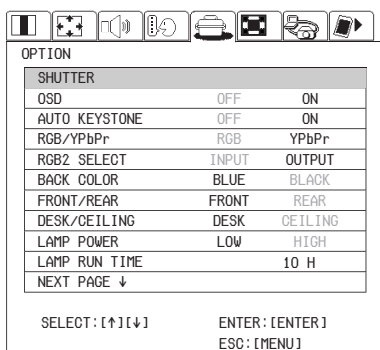 OPTION
SHUTTER
OSD OFF ON
AUTO KEYSTONE OFF ON
RGB/YPbPr RGB YPbPr
RGB2 SELECT INPUT OUTPUT
BACK COLOR BLUE BLACK
FRONT/REAR FRONT REAR
DESK/CEILING DESK CEILING
LAMP POWER LOW HIGH
LAMP RUN TIME 10 H
NEXT PAGE ↓
SELECT:[↑][↓] ENTER:[ENTER]
ESC:[MENU]